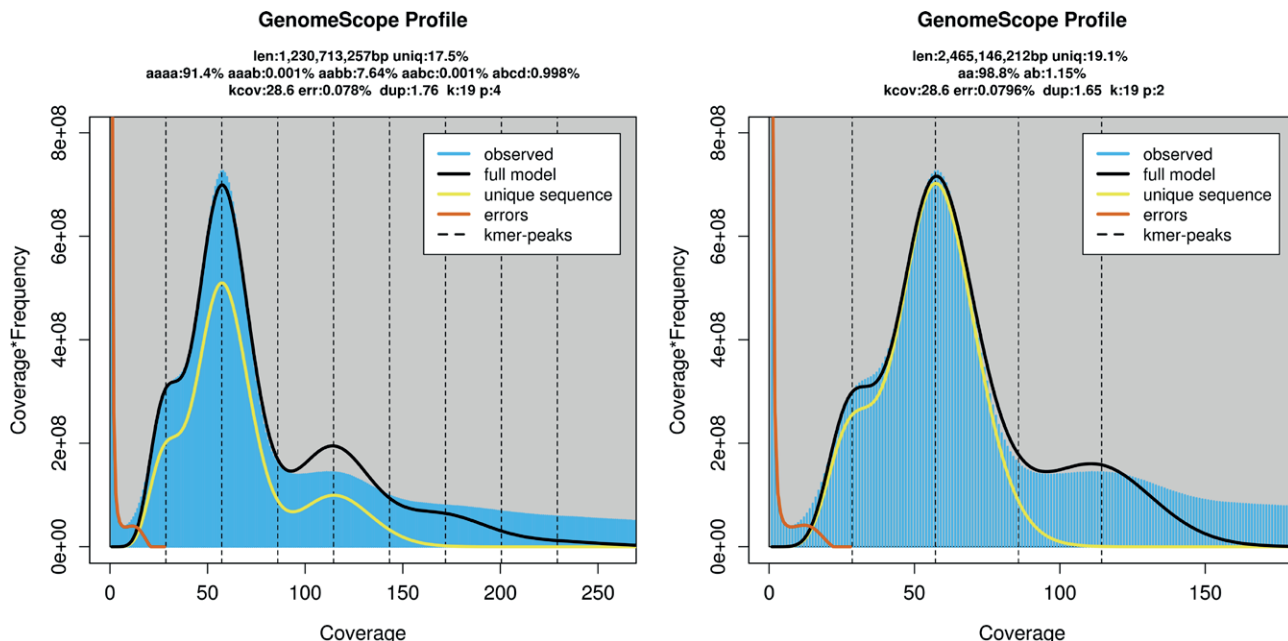 GenomeScope Profile
len:1,230,713,257bp uniq:17.5%
aaaa:91.4% aaab:0.001% aabb:7.64% aabc:0.001% abcd:0.998%
kcov:28.6 err:0.078% dup:1.76 k:19 p:4
Coverage*Frequency
0e+00
2e+08
4e+08
6e+08
8e+08
observed
full model
unique sequence
errors
kmer-peaks
0
50
100
150
200
250
Coverage
GenomeScope Profile
len:2,465,146,212bp uniq:19.1%
aa:98.8% ab:1.15%
kcov:28.6 err:0.0796% dup:1.65 k:19 p:2
Coverage*Frequency
0e+00
2e+08
4e+08
6e+08
8e+08
observed
full model
unique sequence
errors
kmer-peaks
0
50
100
150
Coverage